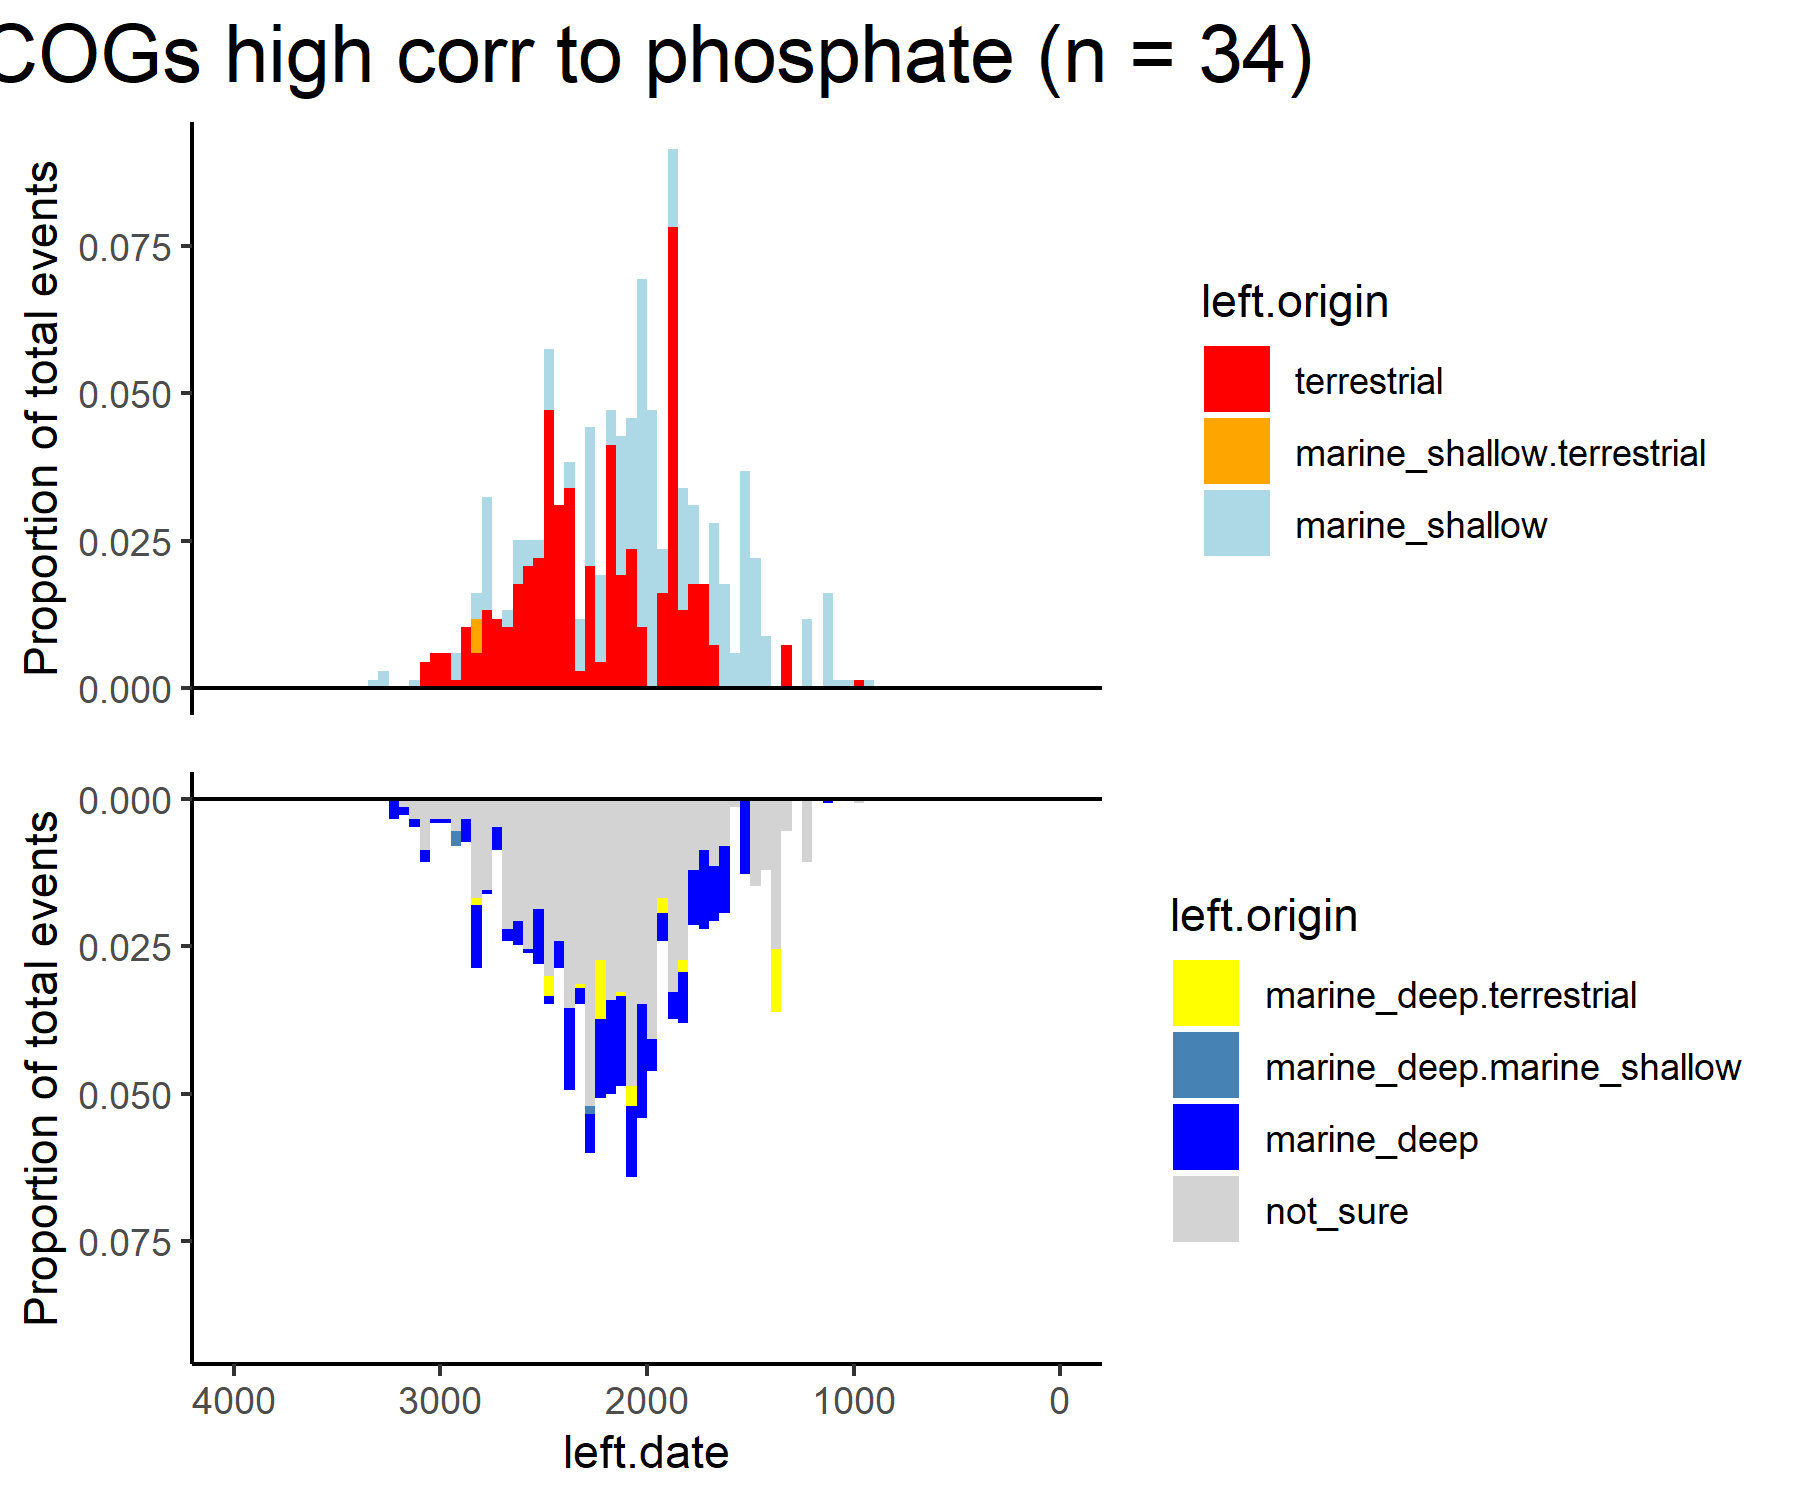 COGs high corr to phosphate (n = 34)
Proportion of total events
0.075
0.050
0.025
0.000
left.origin
terrestrial
marine_shallow.terrestrial
marine_shallow
Proportion of total events
0.000
0.025
0.050
0.075
left.origin
marine_deep.terrestrial
marine_deep.marine_shallow
marine_deep
not_sure
4000 3000 2000 1000 0
left.date